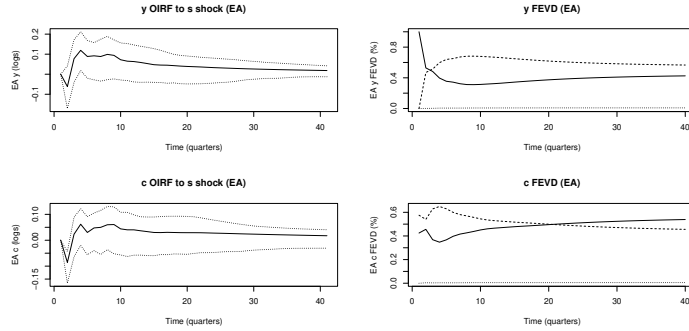 y OIRF to s shock (EA)
EA y (logs)
0.2
0.1
-0.1
0
10
20
30
40
Time (quarters)
y FEVD (EA)
EA y FEVD (%)
0.8
0.4
0.0
0
10
20
30
40
Time (quarters)
c OIRF to s shock (EA)
EA c (logs)
0.10
0.00
-0.15
0
10
20
30
40
Time (quarters)
c FEVD (EA)
EA c FEVD (%)
0.6
0.4
0.2
0.0
0
10
20
30
40
Time (quarters)